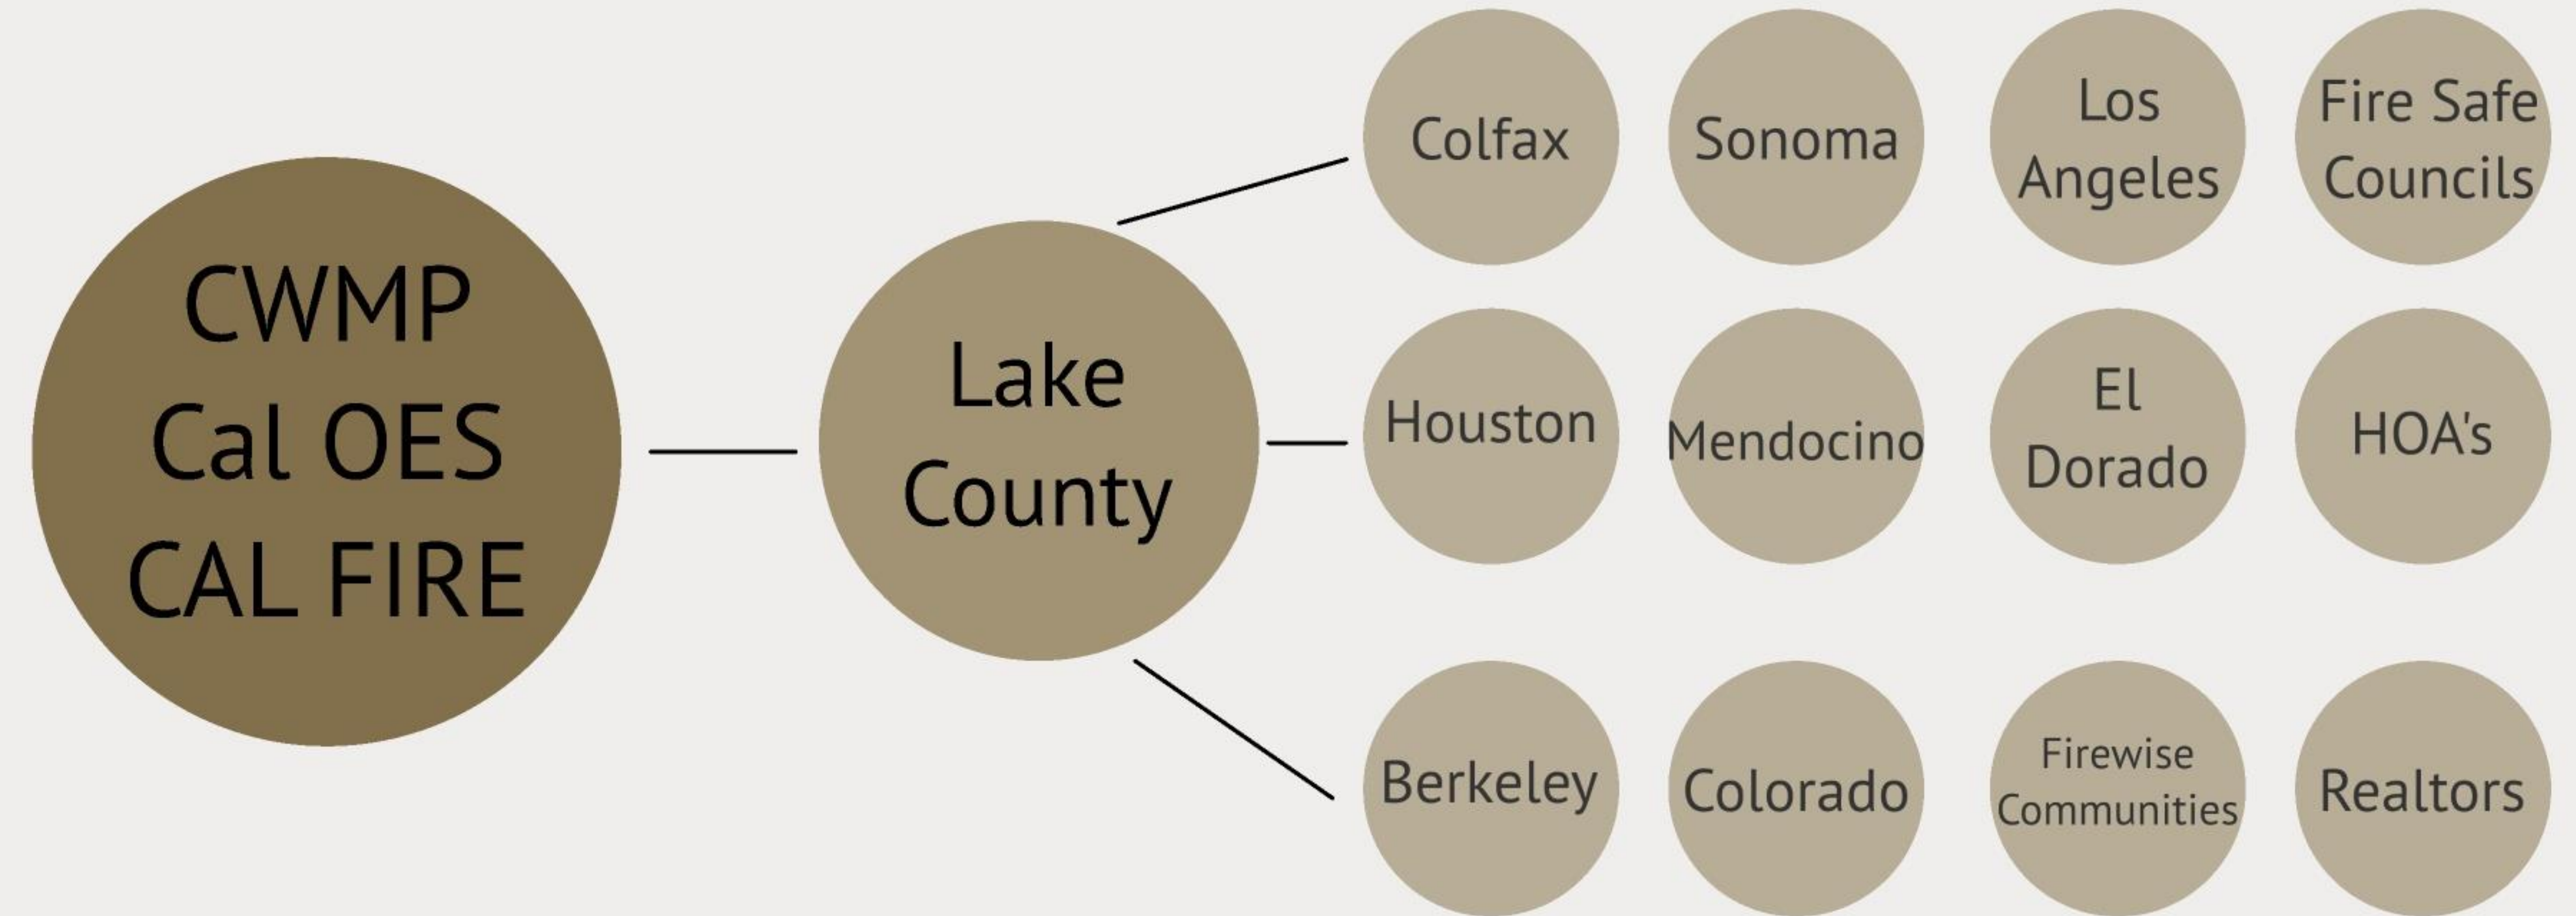 CWMP
Cal OES
CAL FIRE
Lake
County
Colfax
Sonoma
Los
Angeles
Fire Safe
Councils
Houston
Mendocino
El
Dorado
HOA's
Berkeley
Colorado
Firewise
Communities
Realtors